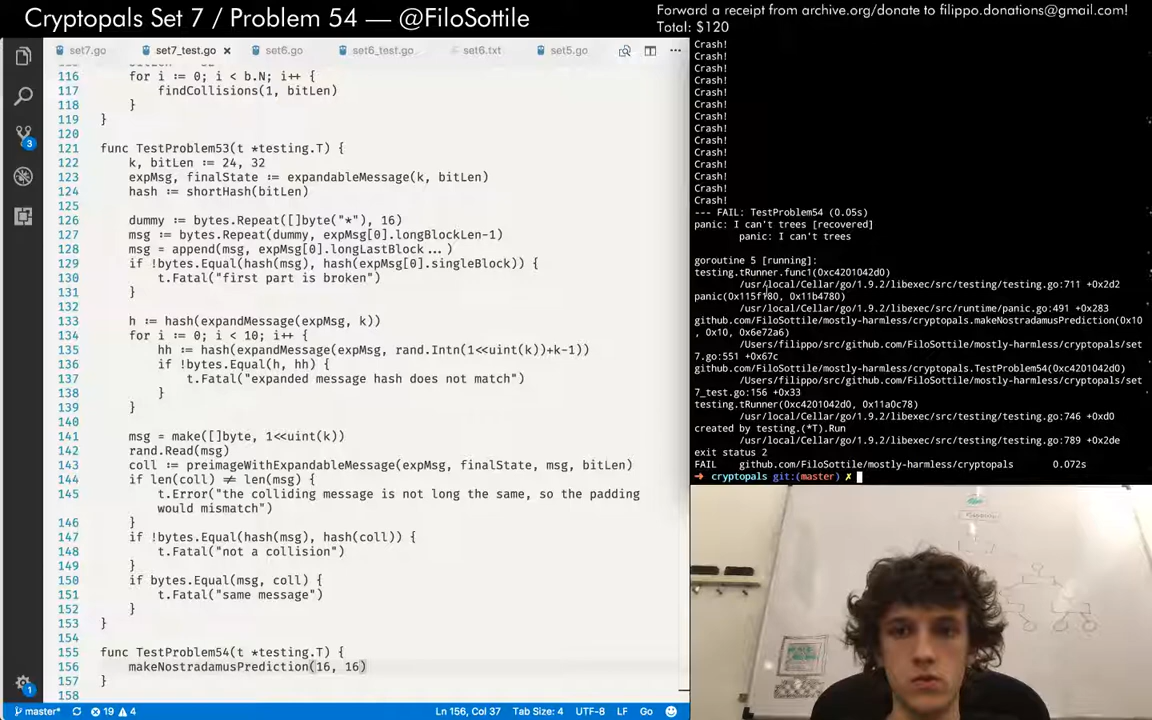 Cryptopals Set 7 / Problem 54 — @FiloSottile
Forward a receipt from archive.org/donate to filippo.donations@gmail.com!
Total: $120
set7.go
set7_test.go
set6.go
set6_test.go
set6.txt
set5.go
116 for i := 0; i < b.N; i++ {
117 findCollisions(1, bitLen)
118 }
119 }
120
121 func TestProblem53(t *testing.T) {
122 k, bitLen := 24, 32
123 expMsg, finalState := expandableMessage(k, bitLen)
124 hash := shortHash(bitLen)
125
126 dummy := bytes.Repeat([]byte("*"), 16)
127 msg := bytes.Repeat(dummy, expMsg[0].longBlockLen-1)
128 msg = append(msg, expMsg[0].longLastBlock...)
129 if !bytes.Equal(hash(msg), hash(expMsg[0].singleBlock)) {
130 t.Fatal("first part is broken")
131 }
132
133 h := hash(expandMessage(expMsg, k))
134 for i := 0; i < 10; i++ {
135 hh := hash(expandMessage(expMsg, rand.Intn(1<<uint(k))+k-1))
136 if !bytes.Equal(h, hh) {
137 t.Fatal("expanded message hash does not match")
138 }
139 }
140
141 msg = make([]byte, 1<<uint(k))
142 rand.Read(msg)
143 coll := preimageWithExpandableMessage(expMsg, finalState, msg, bitLen)
144 if len(coll) ≠ len(msg) {
145 t.Error("the colliding message is not long the same, so the padding
would mismatch")
146 }
147 if !bytes.Equal(hash(msg), hash(coll)) {
148 t.Fatal("not a collision")
149 }
150 if bytes.Equal(msg, coll) {
151 t.Fatal("same message")
152 }
153 }
154
155 func TestProblem54(t *testing.T) {
156 makeNostradamusPrediction(16, 16)
157 }
158
Crash!
Crash!
Crash!
Crash!
Crash!
Crash!
Crash!
Crash!
Crash!
Crash!
Crash!
Crash!
Crash!
Crash!
--- FAIL: TestProblem54 (0.05s)
panic: I can't trees [recovered]
panic: I can't trees
goroutine 5 [running]:
testing.tRunner.func1(0xc4201042d0)
/usr/local/Cellar/go/1.9.2/libexec/src/testing/testing.go:711 +0x2d2
panic(0x115f180, 0x11b4780)
/usr/local/Cellar/go/1.9.2/libexec/src/runtime/panic.go:491 +0x283
github.com/FiloSottile/mostly-harmless/cryptopals.makeNostradamusPrediction(0x10
, 0x10, 0x6e72a6)
/Users/filippo/src/github.com/FiloSottile/mostly-harmless/cryptopals/set
7.go:551 +0x67c
github.com/FiloSottile/mostly-harmless/cryptopals.TestProblem54(0xc4201042d0)
/Users/filippo/src/github.com/FiloSottile/mostly-harmless/cryptopals/set
7_test.go:156 +0x33
testing.tRunner(0xc4201042d0, 0x11a0c78)
/usr/local/Cellar/go/1.9.2/libexec/src/testing/testing.go:746 +0xd0
created by testing.(*T).Run
/usr/local/Cellar/go/1.9.2/libexec/src/testing/testing.go:789 +0x2de
exit status 2
FAIL github.com/FiloSottile/mostly-harmless/cryptopals 0.072s
➜ cryptopals git:(master) ✗
3
1
master* 19 4
Ln 156, Col 37 Tab Size: 4 UTF-8 LF Go